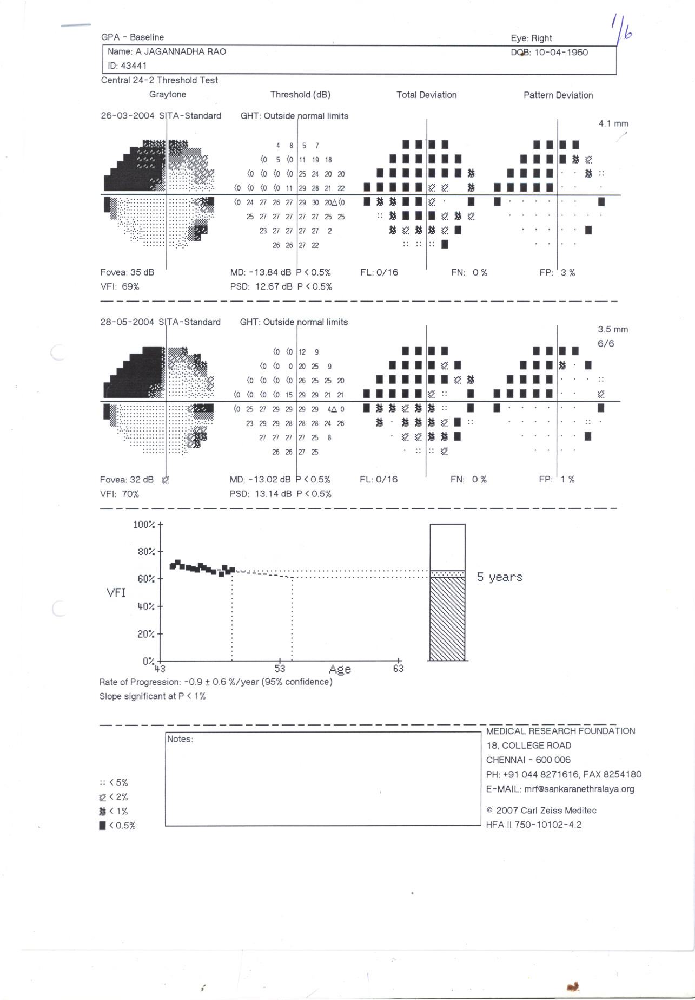 1/6
GPA - Baseline Eye: Right
Name: A JAGANNADHA RAO DOB: 10-04-1960
ID: 43441
Central 24-2 Threshold Test
Graytone Threshold (dB) Total Deviation Pattern Deviation
26-03-2004 SITA-Standard GHT: Outside normal limits
4.1 mm
4 8 5 7
<0 5 <0 11 19 18
<0 <0 <0 <0 25 24 20 20
<0 <0 <0 <0 11 29 28 21 22
<0 24 27 26 27 29 30 20△<0
25 27 27 27 27 27 25 25
23 27 27 27 27 2
26 26 27 22
Fovea: 35 dB MD: -13.84 dB P < 0.5% FL: 0/16 FN: 0 % FP: 3 %
VFI: 69% PSD: 12.67 dB P < 0.5%
28-05-2004 SITA-Standard GHT: Outside normal limits
3.5 mm
6/6
<0 <0 12 9
<0 <0 0 20 25 9
<0 <0 <0 <0 26 25 25 20
<0 <0 <0 <0 15 29 29 21 21
<0 25 27 29 29 29 29 4△ 0
23 29 29 28 28 28 24 26
27 27 27 27 25 8
26 26 27 25
Fovea: 32 dB MD: -13.02 dB P < 0.5% FL: 0/16 FN: 0 % FP: 1 %
VFI: 70% PSD: 13.14 dB P < 0.5%
100%
80%
60%
5 years
VFI
40%
20%
0%
43 53 Age 63
Rate of Progression: -0.9 ± 0.6 %/year (95% confidence)
Slope significant at P < 1%
Notes:
MEDICAL RESEARCH FOUNDATION
18, COLLEGE ROAD
CHENNAI - 600 006
PH: +91 044 8271616, FAX 8254180
E-MAIL: mrf@sankaranethralaya.org
© 2007 Carl Zeiss Meditec
HFA II 750-10102-4.2
:: < 5%
< 2%
< 1%
< 0.5%